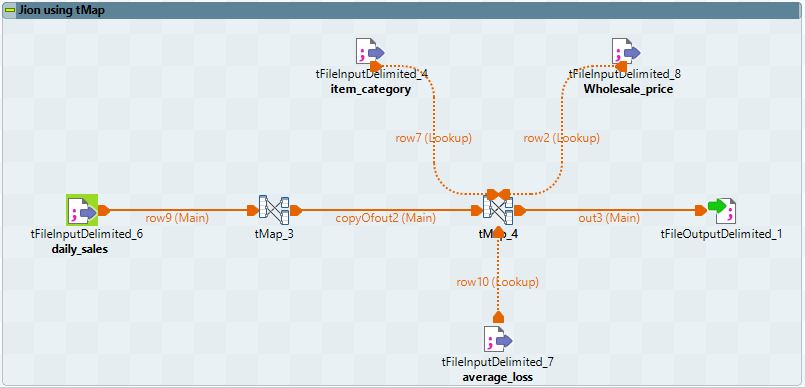 Jion using tMap
tFileInputDelimited_4
item_category
tFileInputDelimited_8
Wholesale_price
row7 (Lookup)
row2 (Lookup)
row9 (Main)
copyOfout2 (Main)
out3 (Main)
tFileInputDelimited_6
daily_sales
tMap_3
tMap_4
tFileOutputDelimited_1
row10 (Lookup)
tFileInputDelimited_7
average_loss